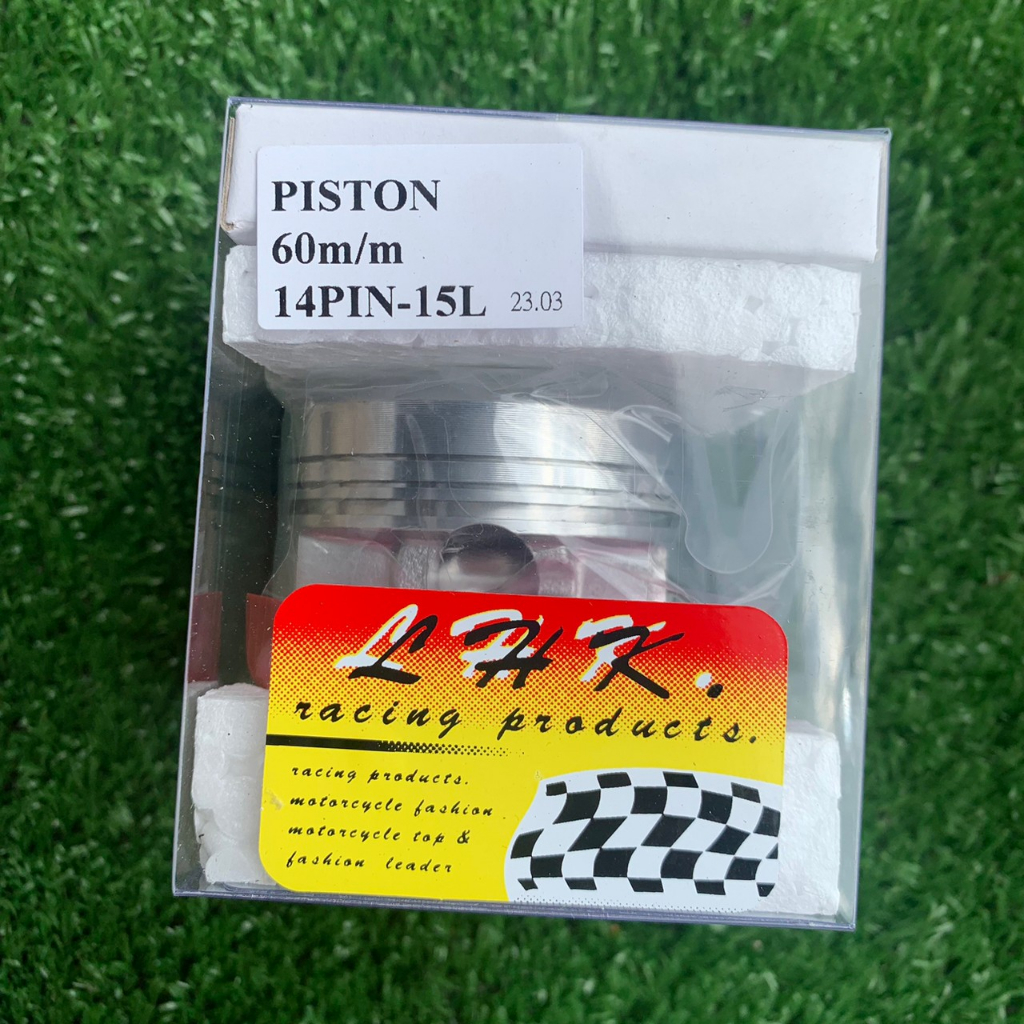 PISTON
60m/m
14PIN-15L 23.03
LHK.
racing products.
racing products.
motorcycle fashion
motorcycle top &
fashion leader